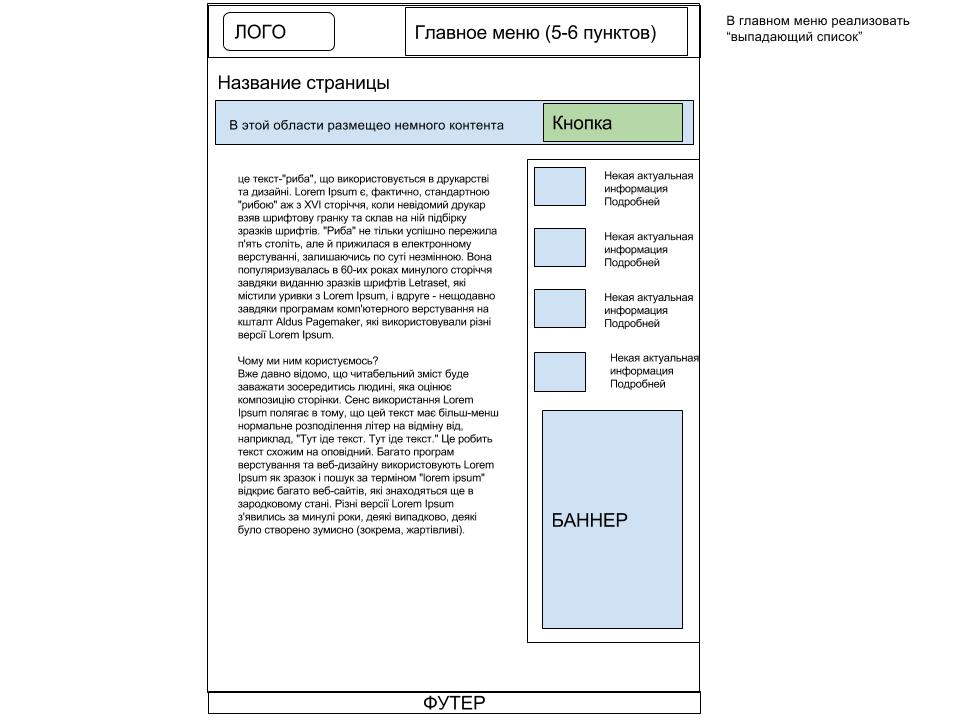 ЛОГО
Главное меню (5-6 пунктов)
В главном меню реализовать
“выпадающий список”
Название страницы
В этой области размещео немного контента
Кнопка
це текст-"риба", що використовується в друкарстві
та дизайні. Lorem Ipsum є, фактично, стандартною
"рибою" аж з XVI сторіччя, коли невідомий друкар
взяв шрифтову гранку та склав на ній підбірку
зразків шрифтів. "Риба" не тільки успішно пережила
п'ять століть, але й прижилася в електронному
верстуванні, залишаючись по суті незмінною. Вона
популяризувалась в 60-их роках минулого сторіччя
завдяки виданню зразків шрифтів Letraset, які
містили уривки з Lorem Ipsum, і вдруге - нещодавно
завдяки програмам комп'ютерного верстування на
кшталт Aldus Pagemaker, які використовували різні
версії Lorem Ipsum.
Чому ми ним користуємось?
Вже давно відомо, що читабельний зміст буде
заважати зосередитись людині, яка оцінює
композицію сторінки. Сенс використання Lorem
Ipsum полягає в тому, що цей текст має більш-менш
нормальне розподілення літер на відміну від,
наприклад, "Тут іде текст. Тут іде текст." Це робить
текст схожим на оповідний. Багато програм
верстування та веб-дизайну використовують Lorem
Ipsum як зразок і пошук за терміном "lorem ipsum"
відкриє багато веб-сайтів, які знаходяться ще в
зародковому стані. Різні версії Lorem Ipsum
з'явились за минулі роки, деякі випадково, деякі
було створено зумисно (зокрема, жартівливі).
Некая актуальная
информация
Подробней
Некая актуальная
информация
Подробней
Некая актуальная
информация
Подробней
Некая актуальная
информация
Подробней
БАННЕР
ФУТЕР